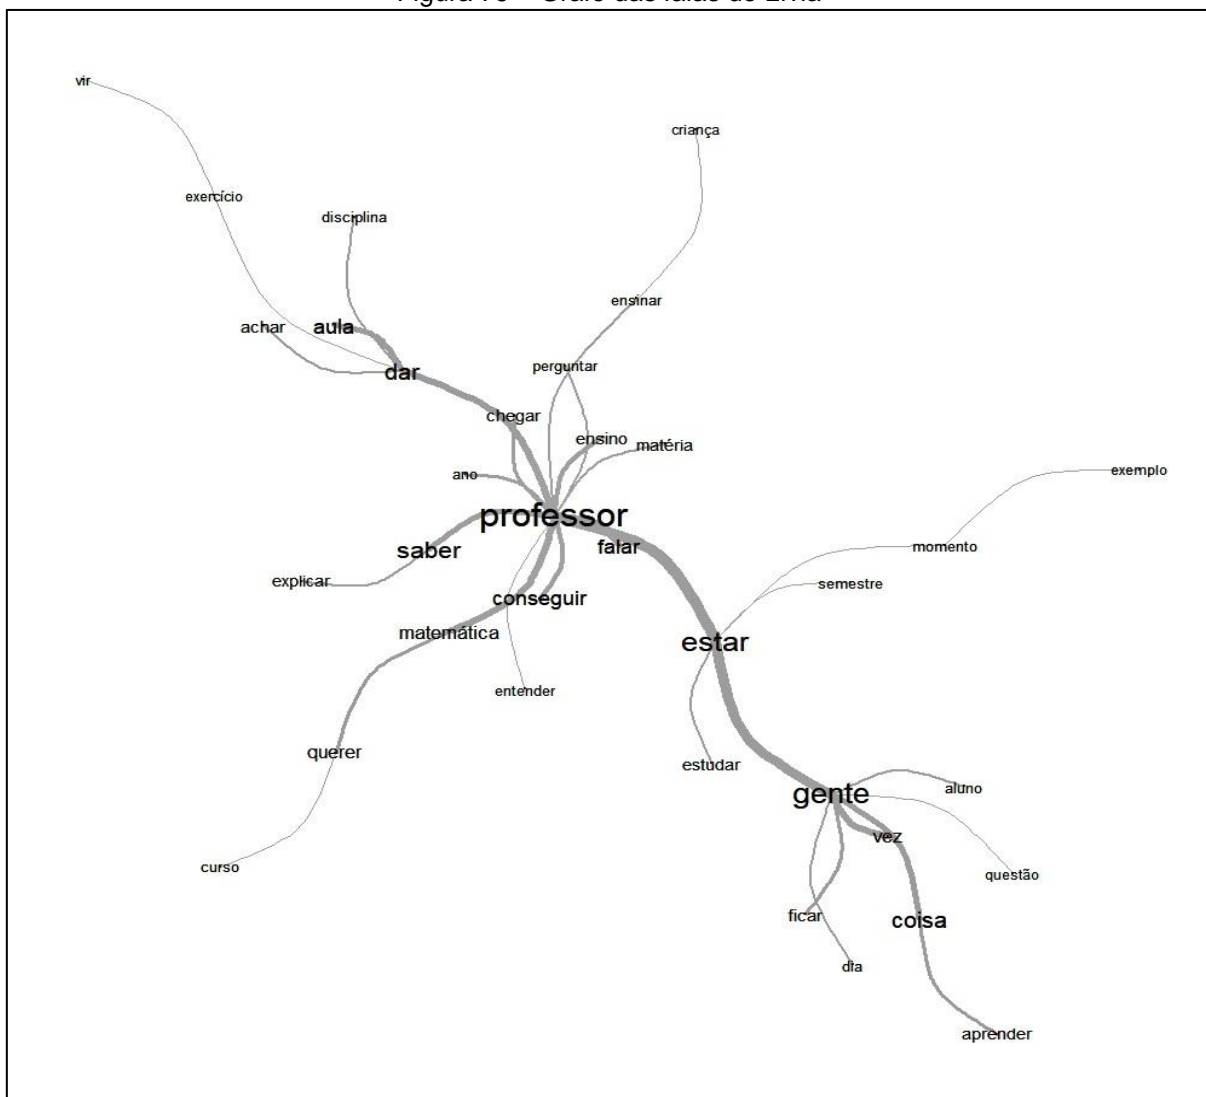 vir
criança
exercício
disciplina
ensinar
achar
aula
perguntar
dar
chegar
ensino
matéria
ano
exemplo
professor
falar
saber
momento
explicar
semestre
conseguir
matemática
estar
entender
querer
estudar
gente
aluno
vez
curso
questão
ficar
coisa
dia
aprender